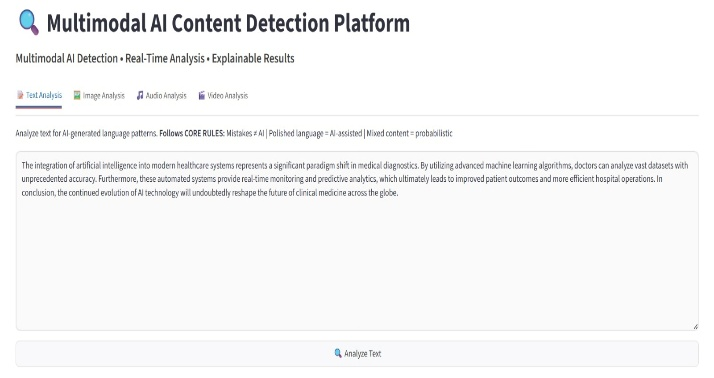 🔍 Multimodal AI Content Detection Platform
Multimodal AI Detection • Real-Time Analysis • Explainable Results
Text Analysis Image Analysis Audio Analysis Video Analysis
Analyze text for AI-generated language patterns. Follows CORE RULES: Mistakes ≠ AI | Polished language = AI-assisted | Mixed content = probabilistic
The integration of artificial intelligence into modern healthcare systems represents a significant paradigm shift in medical diagnostics. By utilizing advanced machine learning algorithms, doctors can analyze vast datasets with
unprecedented accuracy. Furthermore, these automated systems provide real-time monitoring and predictive analytics, which ultimately leads to improved patient outcomes and more efficient hospital operations. In
conclusion, the continued evolution of AI technology will undoubtedly reshape the future of clinical medicine across the globe.
🔍 Analyze Text